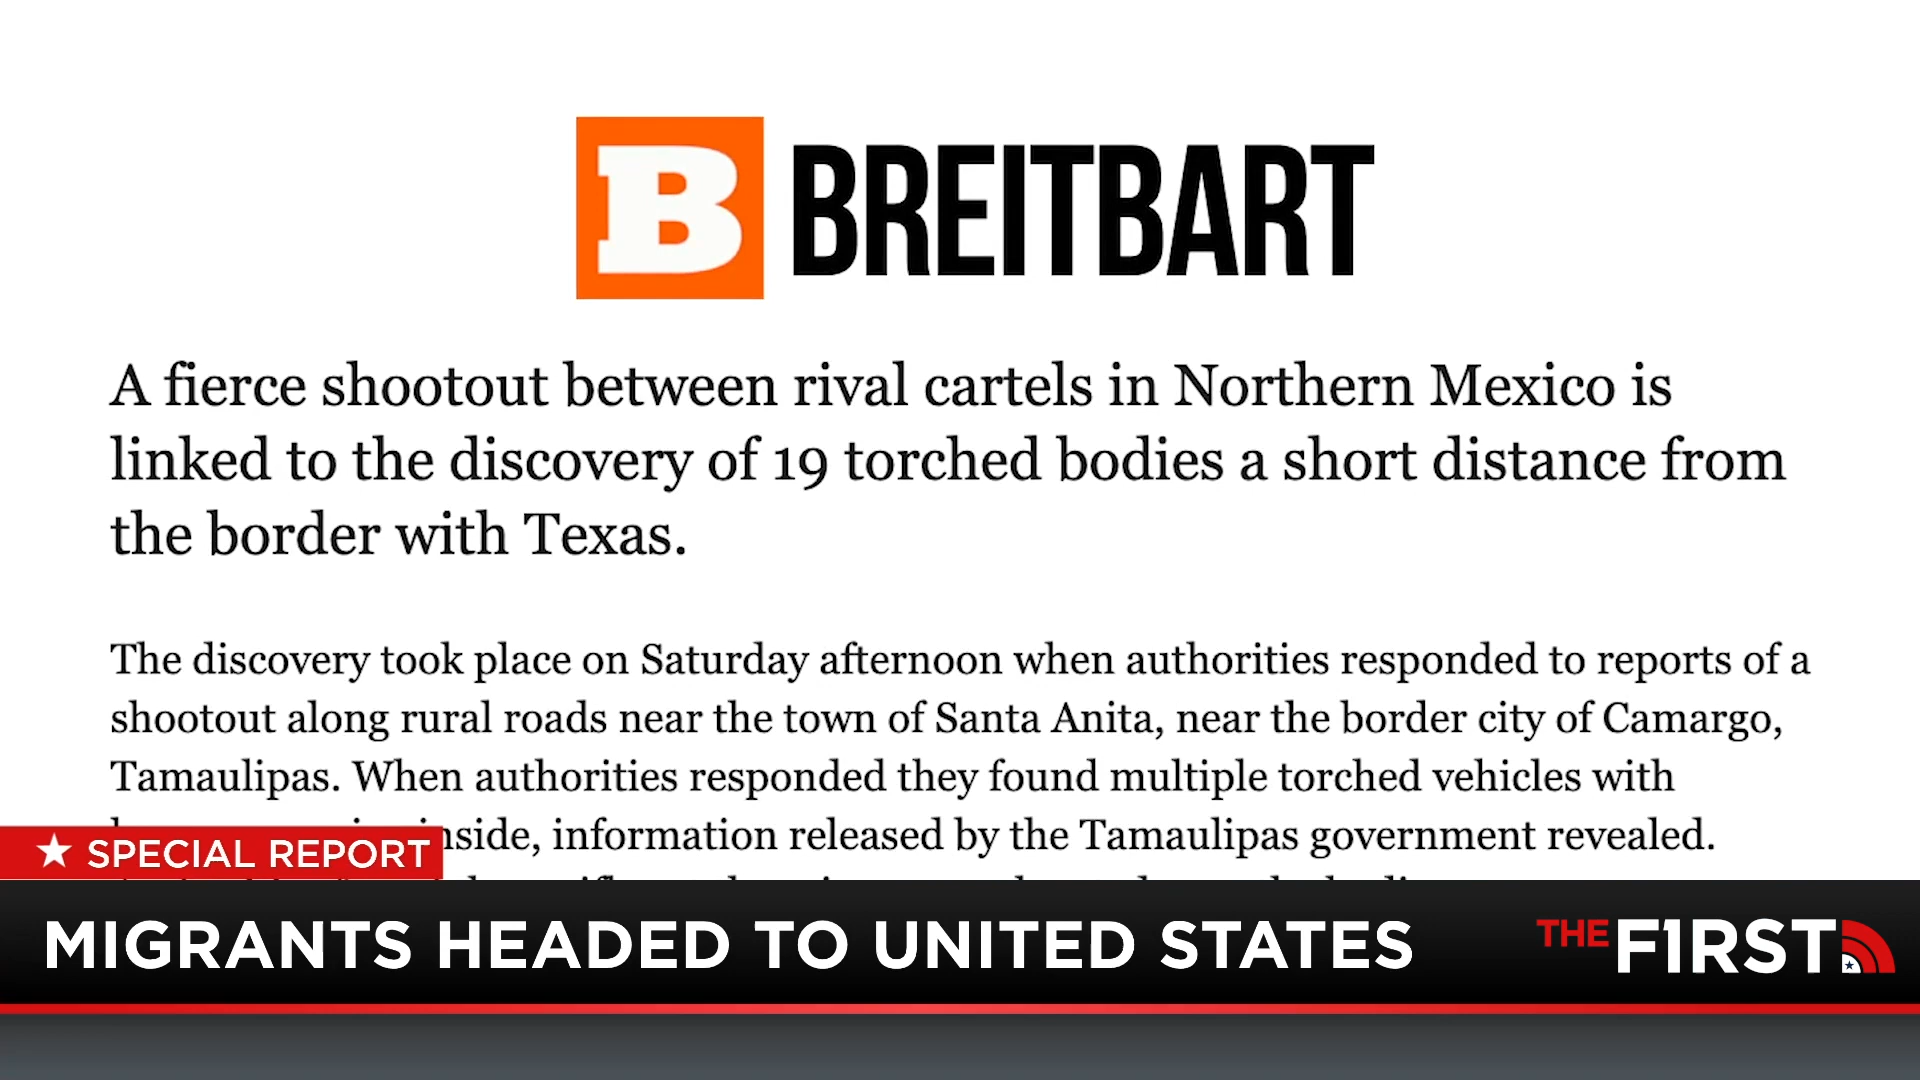 B BREITBART
A fierce shootout between rival cartels in Northern Mexico is
linked to the discovery of 19 torched bodies a short distance from
the border with Texas.
The discovery took place on Saturday afternoon when authorities responded to reports of a
shootout along rural roads near the town of Santa Anita, near the border city of Camargo,
Tamaulipas. When authorities responded they found multiple torched vehicles with
inside, information released by the Tamaulipas government revealed.
SPECIAL REPORT
MIGRANTS HEADED TO UNITED STATES
THE FIRST